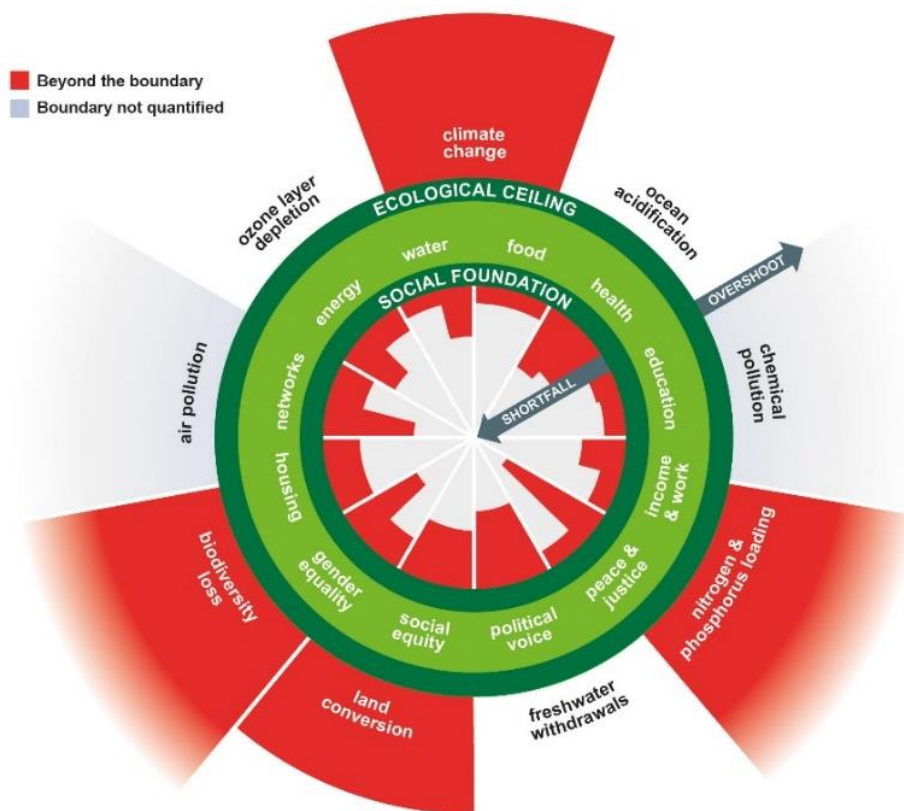 Beyond the boundary
Boundary not quantified
climate
change
ozone layer
depletion
ocean
acidification
ECOLOGICAL CEILING
OVERSHOOT
water
food
energy
health
SOCIAL FOUNDATION
SHORTFALL
networks
education
air pollution
chemical
pollution
housing
income
& work
gender
equality
peace &
justice
social
equity
political
voice
biodiversity
loss
nitrogen &
phosphorus loading
land
conversion
freshwater
withdrawals